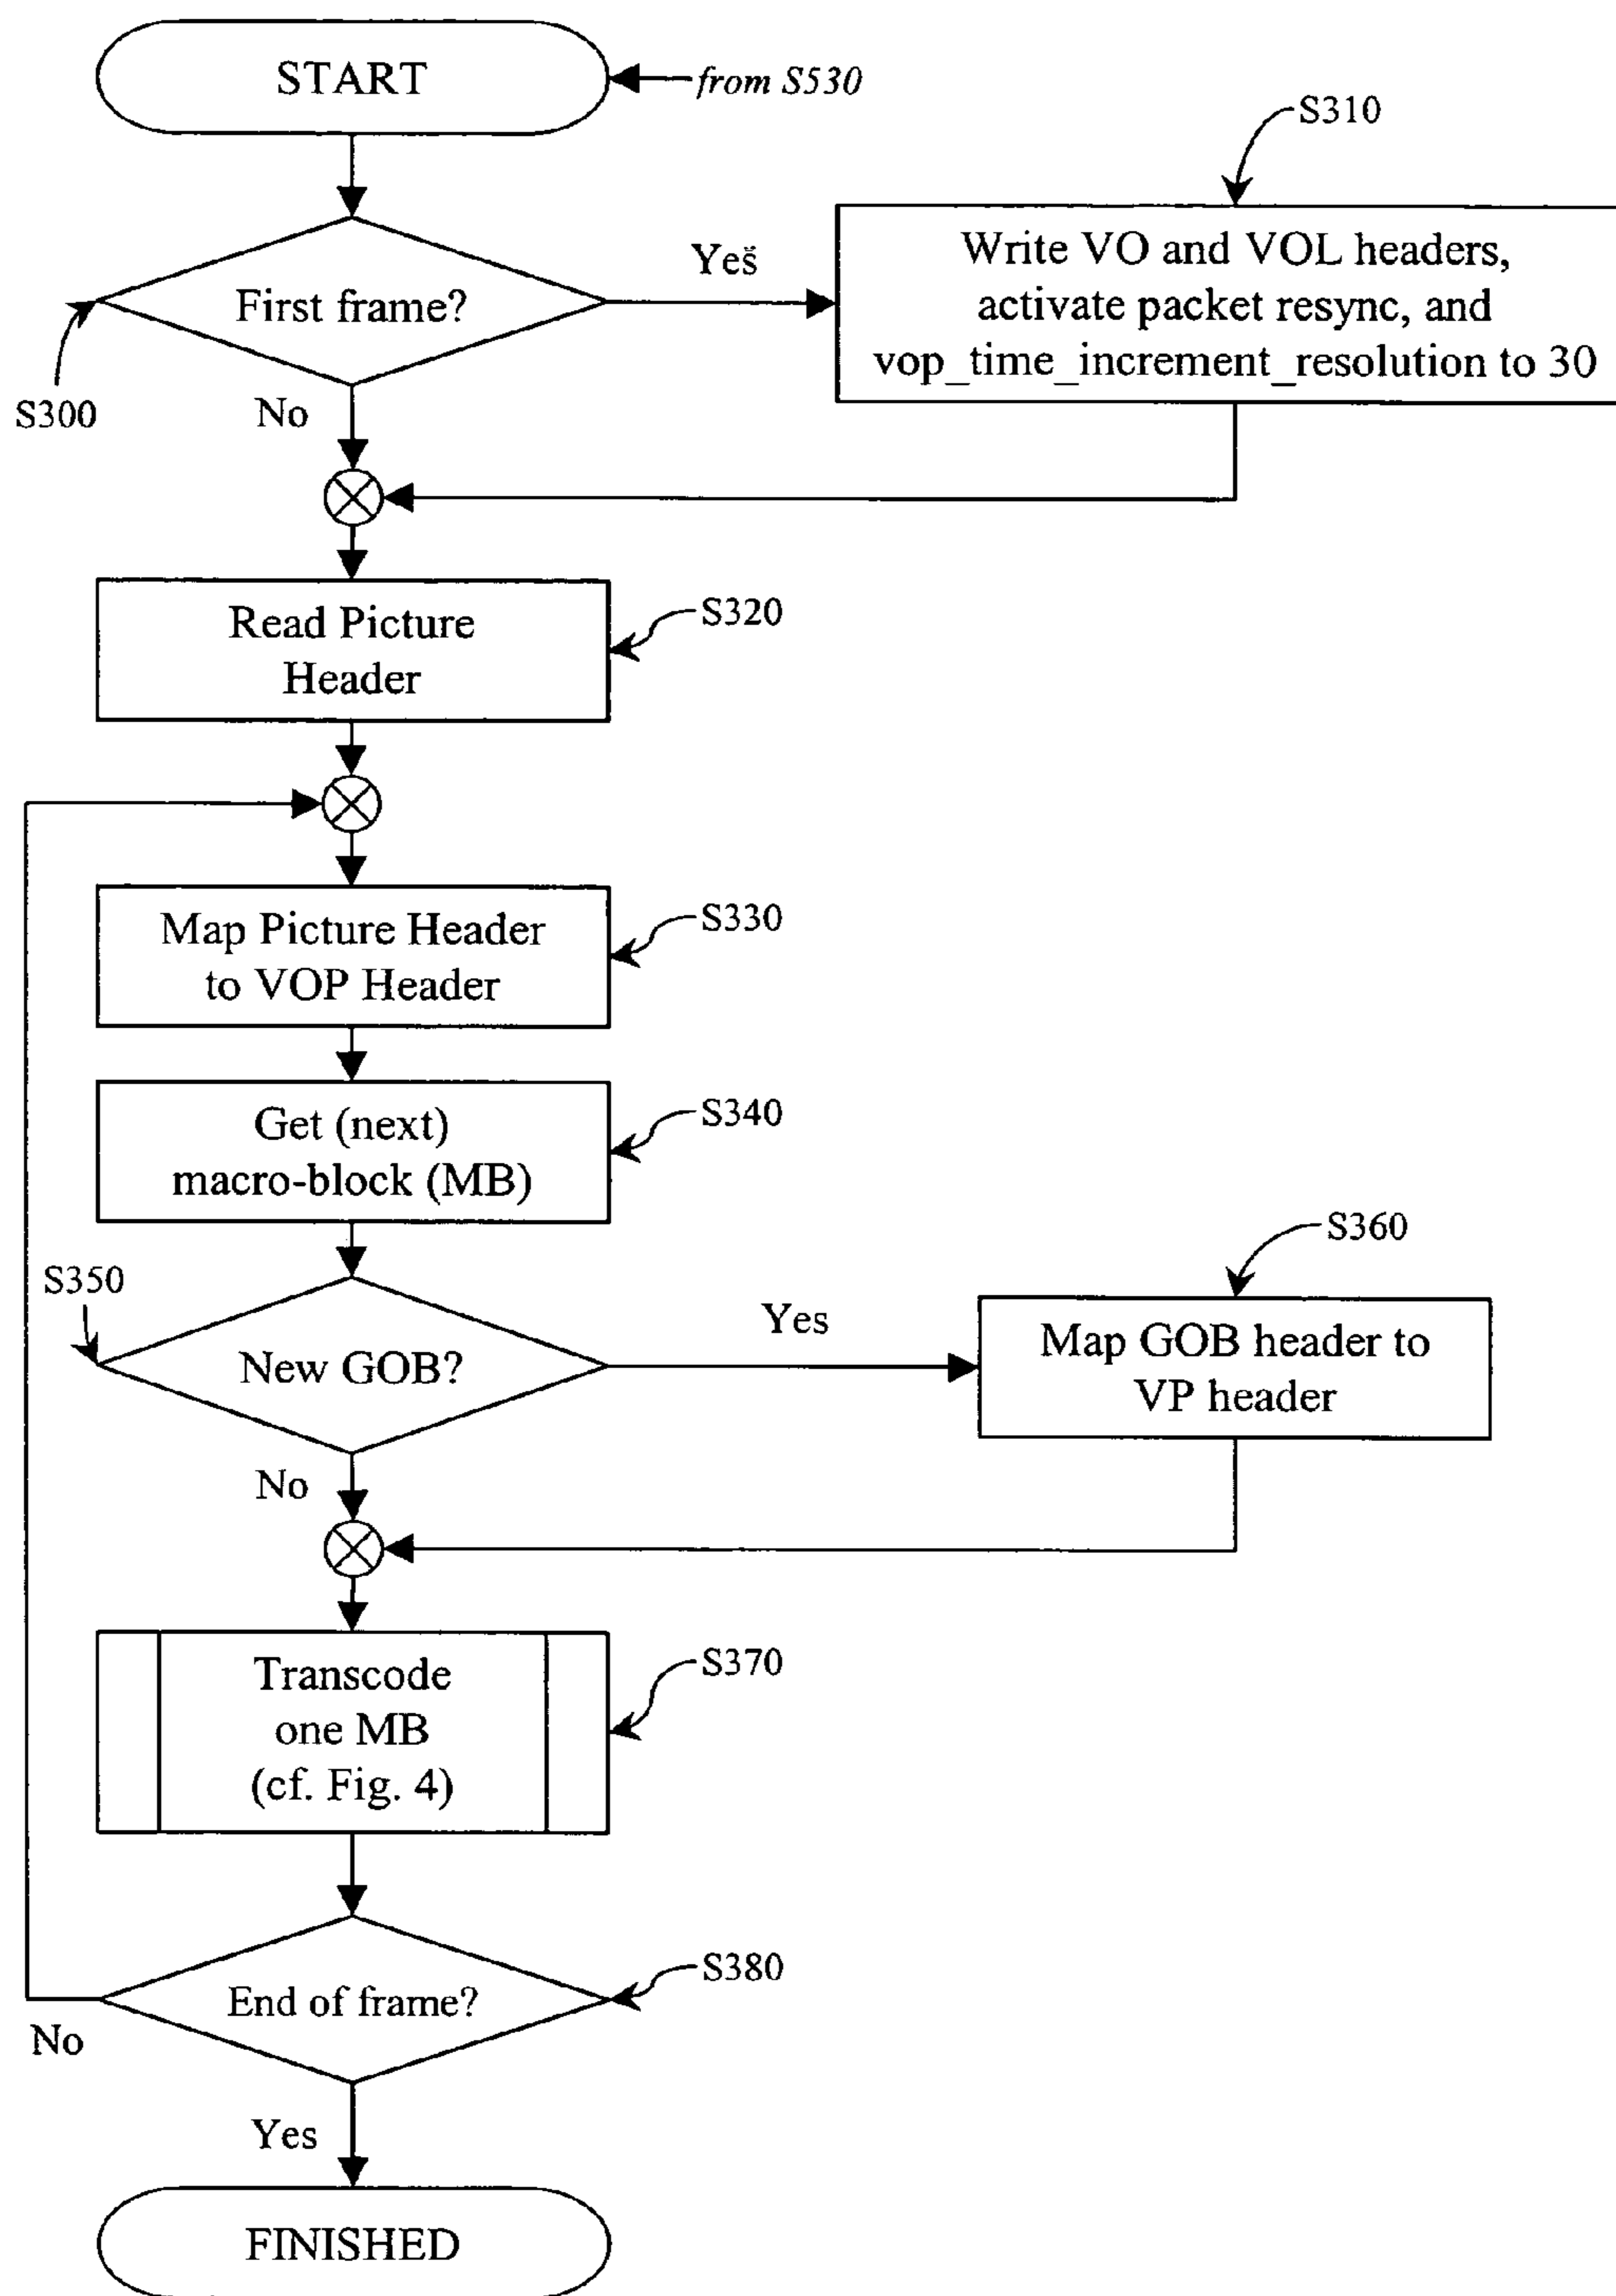 START
from S530
S310
Write VO and VOL headers,
activate packet resync, and
vop_time_increment_resolution to 30
First frame?
Yes
S300
No
Read Picture
Header
S320
Map Picture Header
to VOP Header
S330
Get (next)
macro-block (MB)
S340
S360
S350
New GOB?
Yes
Map GOB header to
VP header
No
Transcode
one MB
(cf. Fig. 4)
S370
End of frame?
S380
No
Yes
FINISHED